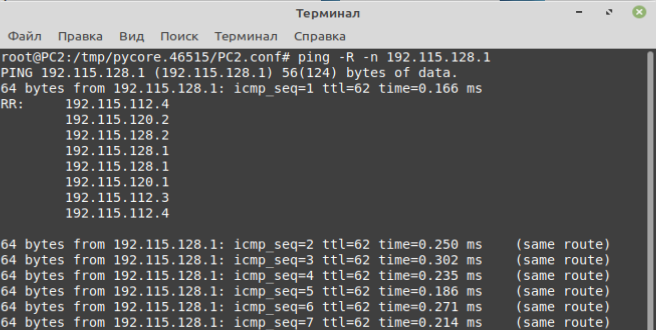 Терминал
Файл Правка Вид Поиск Терминал Справка
root@PC2:/tmp/pycore.46515/PC2.conf# ping -R -n 192.115.128.1
PING 192.115.128.1 (192.115.128.1) 56(124) bytes of data.
64 bytes from 192.115.128.1: icmp_seq=1 ttl=62 time=0.166 ms
RR: 192.115.112.4
192.115.120.2
192.115.128.2
192.115.128.1
192.115.128.1
192.115.120.1
192.115.112.3
192.115.112.4
64 bytes from 192.115.128.1: icmp_seq=2 ttl=62 time=0.250 ms (same route)
64 bytes from 192.115.128.1: icmp_seq=3 ttl=62 time=0.302 ms (same route)
64 bytes from 192.115.128.1: icmp_seq=4 ttl=62 time=0.235 ms (same route)
64 bytes from 192.115.128.1: icmp_seq=5 ttl=62 time=0.186 ms (same route)
64 bytes from 192.115.128.1: icmp_seq=6 ttl=62 time=0.271 ms (same route)
64 bytes from 192.115.128.1: icmp_seq=7 ttl=62 time=0.214 ms (same route)